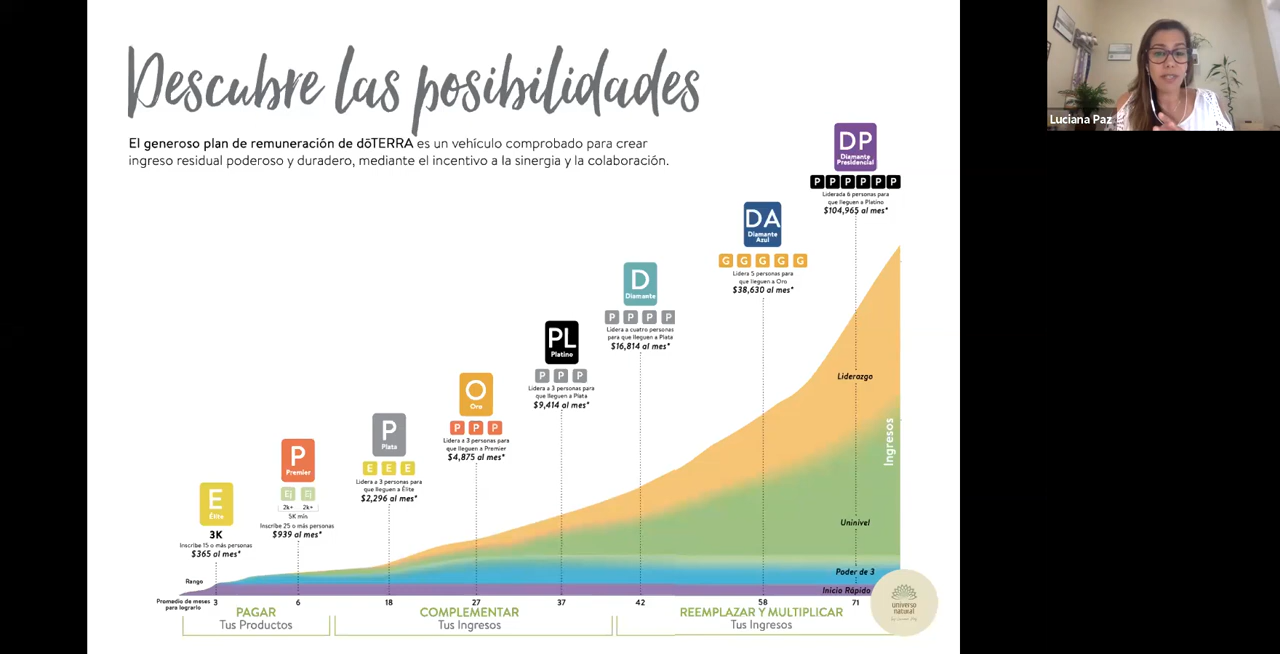 Descubre las posibilidades
El generoso plan de remuneración de dōTERRA es un vehículo comprobado para crear
ingreso residual poderoso y duradero, mediante el incentivo a la sinergia y la colaboración.
Luciana Paz
DP
Diamante
Presidencial
P P P P P P
Liderada 6 personas para
que lleguen a Platino
$104,965 al mes*
DA
Diamante
Azul
G G G G G
Lidera 5 personas para
que lleguen a Oro
$38,630 al mes*
D
Diamante
P P P P
Lidera a cuatro personas
para que lleguen a Plata
$16,814 al mes*
PL
Platino
P P P
Lidera a 3 personas para
que lleguen a Plata
$9,414 al mes*
O
Oro
P P P
Lidera a 3 personas para
que lleguen a Premier
$4,875 al mes*
P
Plata
E E E
Lidera a 3 personas para
que lleguen a Élite
$2,296 al mes*
P
Premier
Ej Ej
2k+ 2k+
5K mín
Inscribe 25 o más personas
$939 al mes*
E
Élite
3K
Inscribe 15 o más personas
$365 al mes*
Liderazgo
Ingresos
Uninivel
Poder de 3
Inicio Rápido
Rango
Promedio de meses
para lograrlo
3 6 18 27 37 42 58 71
PAGAR
Tus Productos
COMPLEMENTAR
Tus Ingresos
REEMPLAZAR Y MULTIPLICAR
Tus Ingresos
universo
natural